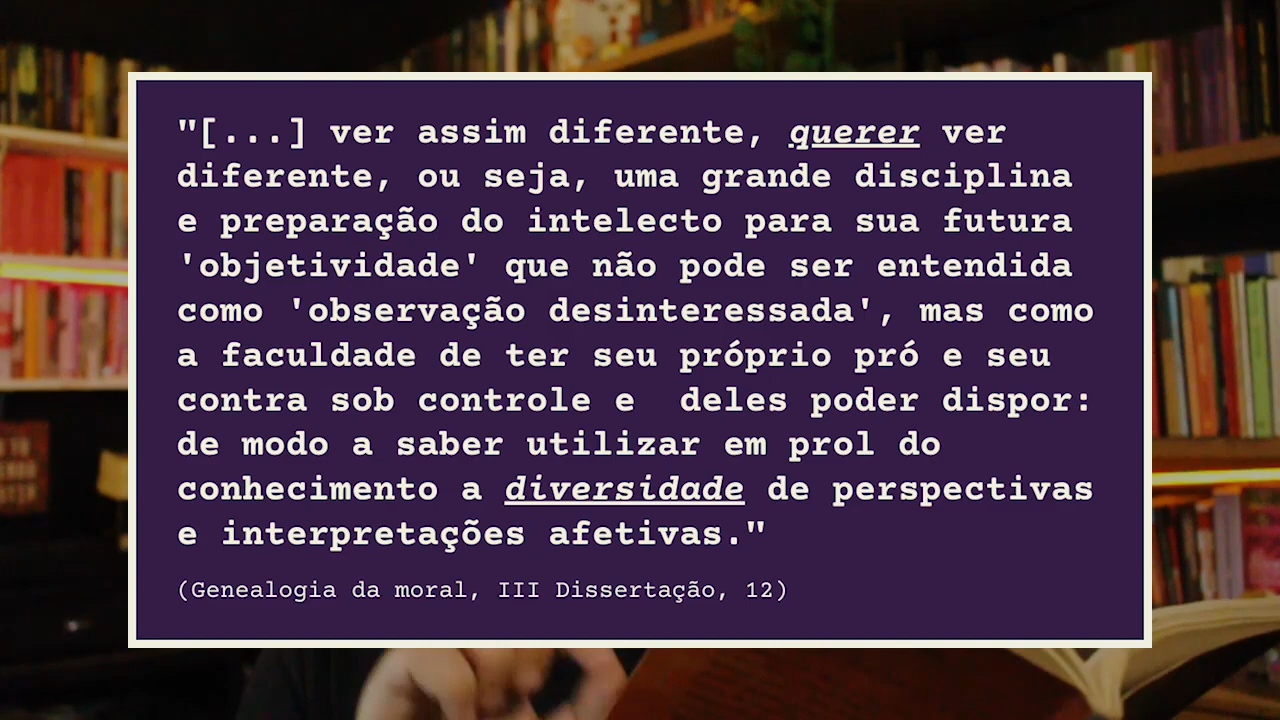 "[...] ver assim diferente, querer ver
diferente, ou seja, uma grande disciplina
e preparação do intelecto para sua futura
'objetividade' que não pode ser entendida
como 'observação desinteressada', mas como
a faculdade de ter seu próprio pró e seu
contra sob controle e  deles poder dispor:
de modo a saber utilizar em prol do
conhecimento a diversidade de perspectivas
e interpretações afetivas."
(Genealogia da moral, III Dissertação, 12)